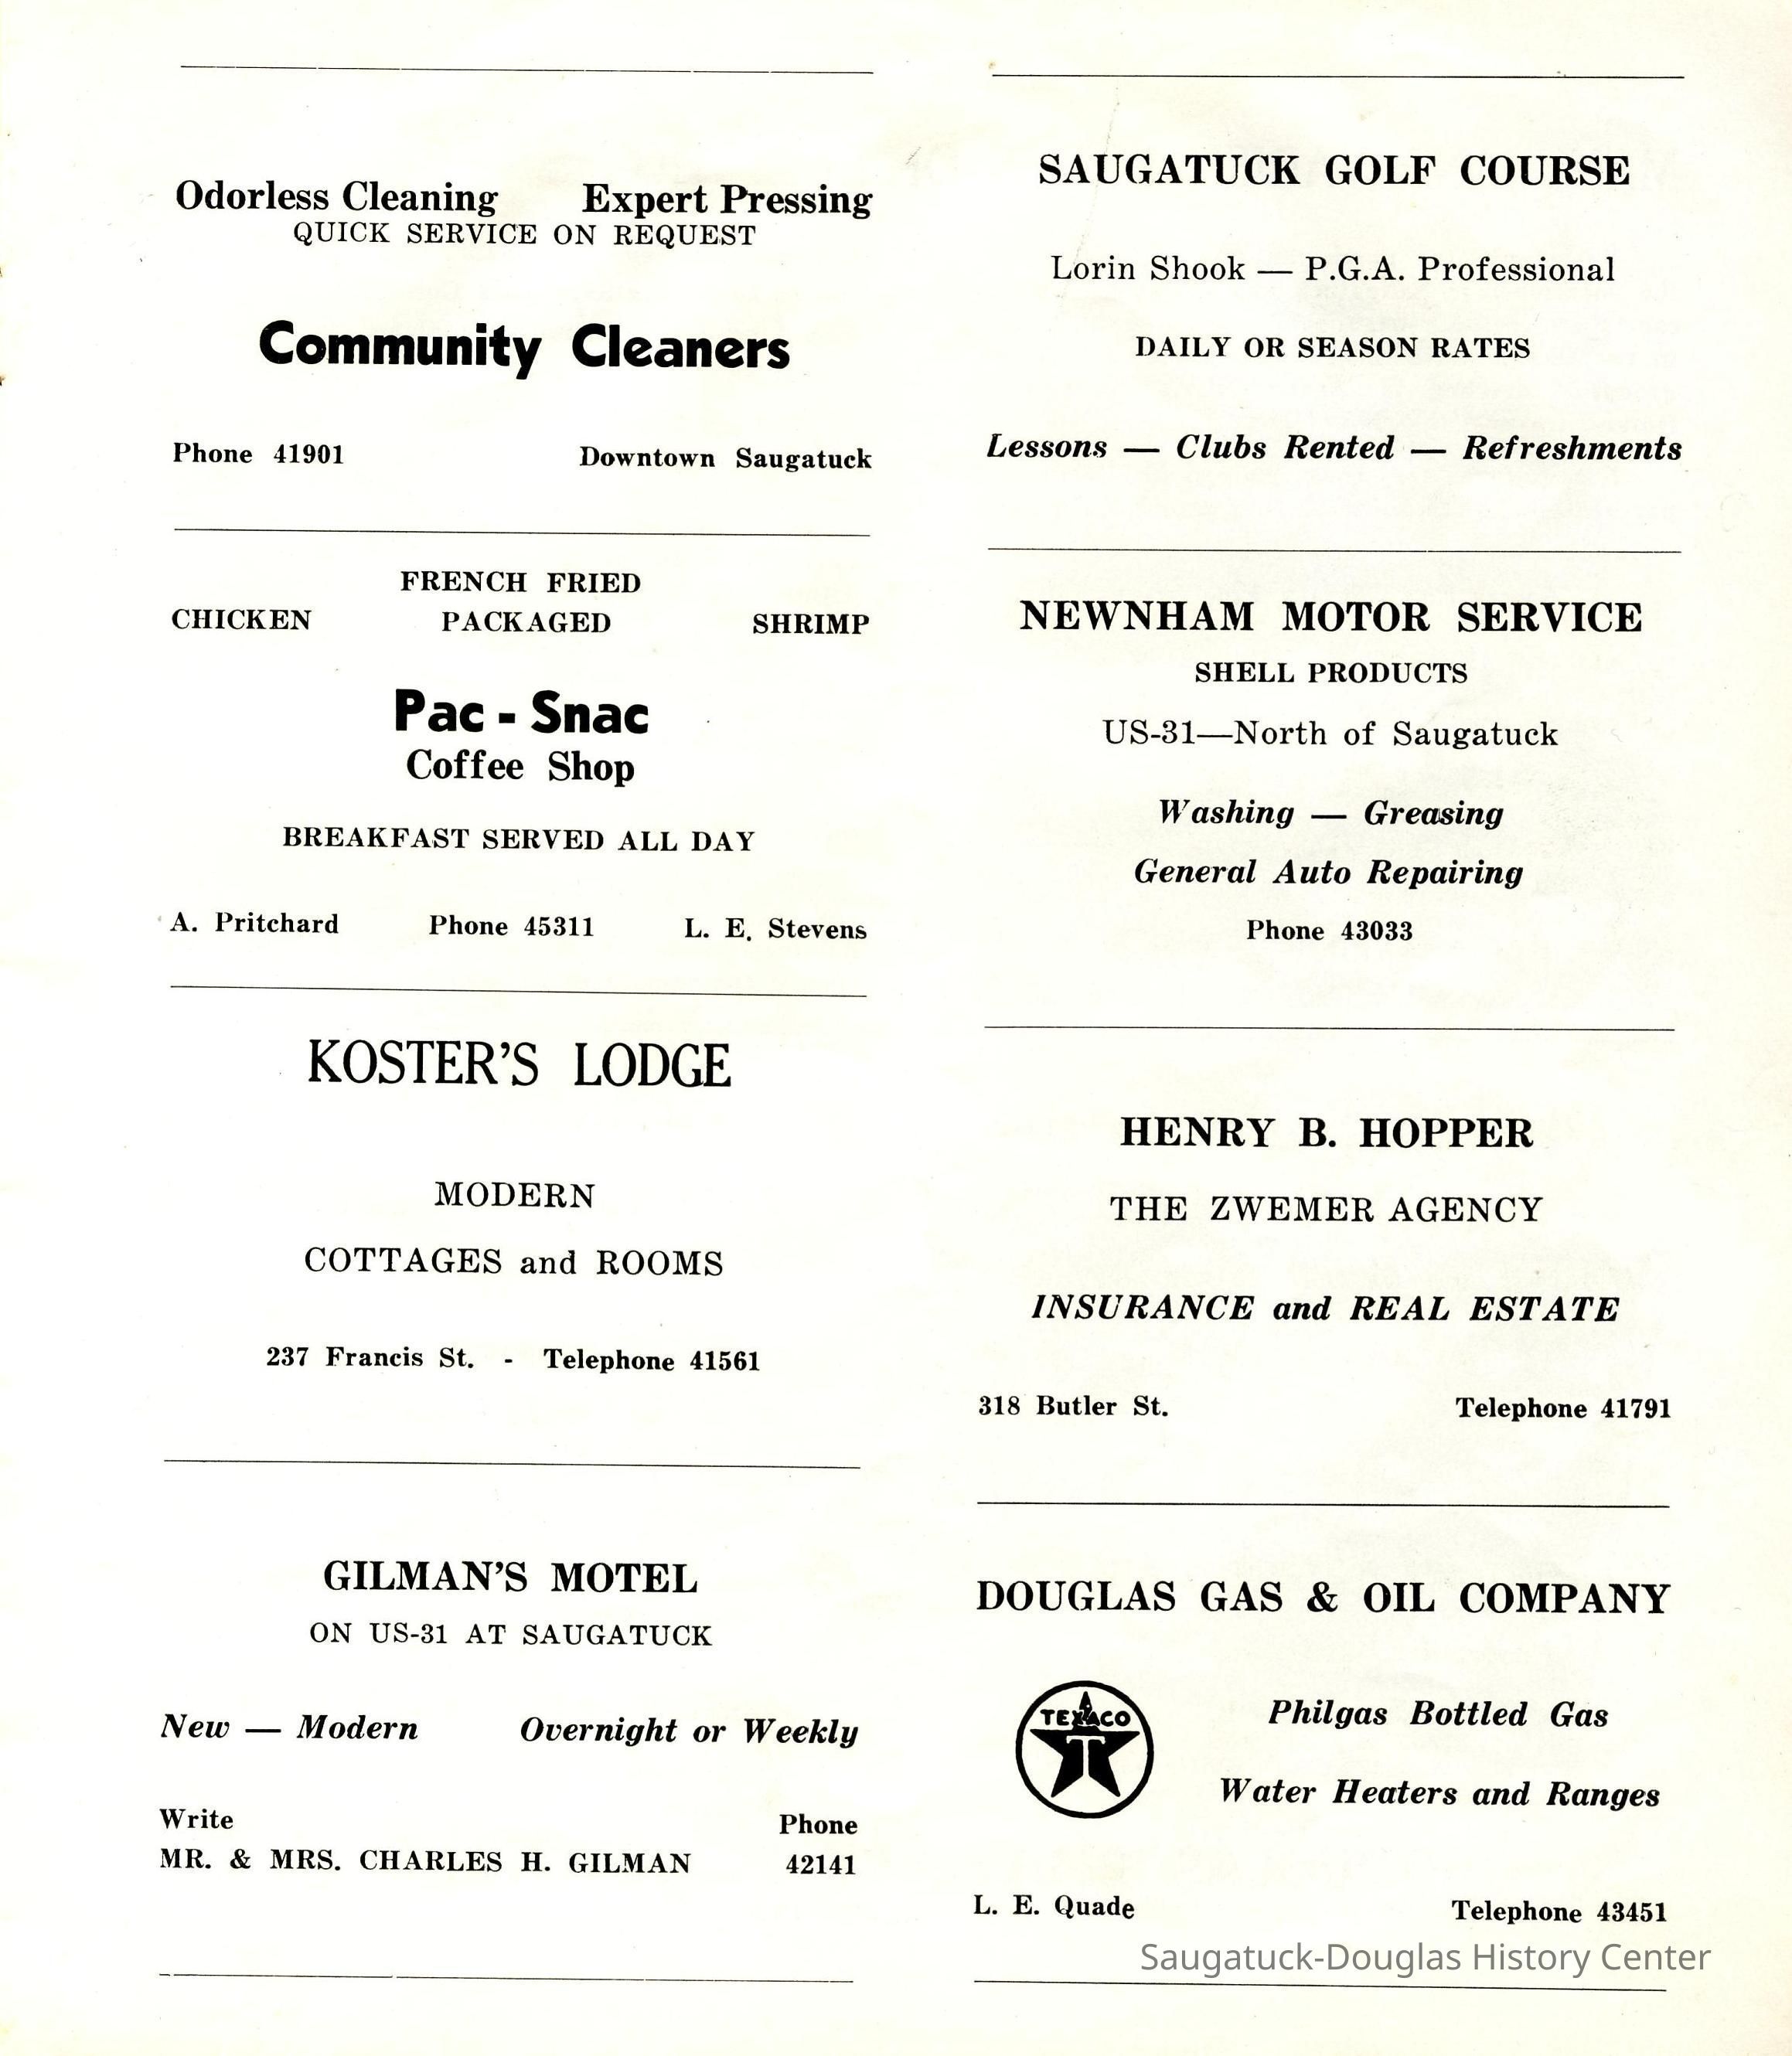 Odorless Cleaning Expert Pressing
QUICK SERVICE ON REQUEST
Community Cleaners
Phone 41901 Downtown Saugatuck
FRENCH FRIED
CHICKEN PACKAGED SHRIMP
Pac - Snac
Coffee Shop
BREAKFAST SERVED ALL DAY
A. Pritchard Phone 45311 L. E. Stevens
KOSTER'S LODGE
MODERN
COTTAGES and ROOMS
237 Francis St. - Telephone 41561
GILMAN'S MOTEL
ON US-31 AT SAUGATUCK
New — Modern Overnight or Weekly
Write Phone
MR. & MRS. CHARLES H. GILMAN 42141
SAUGATUCK GOLF COURSE
Lorin Shook — P.G.A. Professional
DAILY OR SEASON RATES
Lessons — Clubs Rented — Refreshments
NEWNHAM MOTOR SERVICE
SHELL PRODUCTS
US-31—North of Saugatuck
Washing — Greasing
General Auto Repairing
Phone 43033
HENRY B. HOPPER
THE ZWEMER AGENCY
INSURANCE and REAL ESTATE
318 Butler St. Telephone 41791
DOUGLAS GAS & OIL COMPANY
TEXACO
T
Philgas Bottled Gas
Water Heaters and Ranges
L. E. Quade Telephone 43451
Saugatuck-Douglas History Center